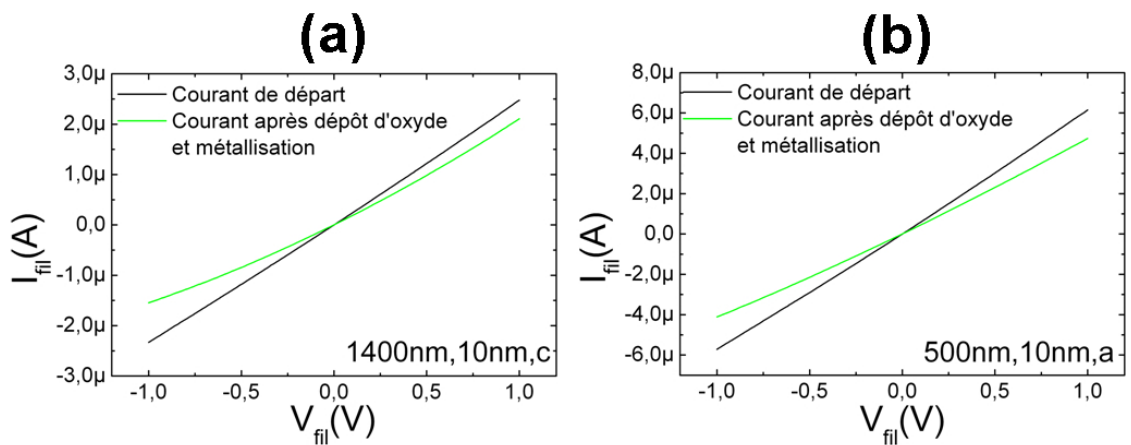 (a)
3,0µ
2,0µ
1,0µ
0,0
-1,0µ
-2,0µ
-3,0µ
I_fil(A)
Courant de départ
Courant après dépôt d'oxyde
et métallisation
1400nm,10nm,c
-1,0
-0,5
0,0
0,5
1,0
V_fil(V)
(b)
8,0µ
6,0µ
4,0µ
2,0µ
0,0
-2,0µ
-4,0µ
-6,0µ
I_fil(A)
Courant de départ
Courant après dépôt d'oxyde
et métallisation
500nm,10nm,a
-1,0
-0,5
0,0
0,5
1,0
V_fil(V)